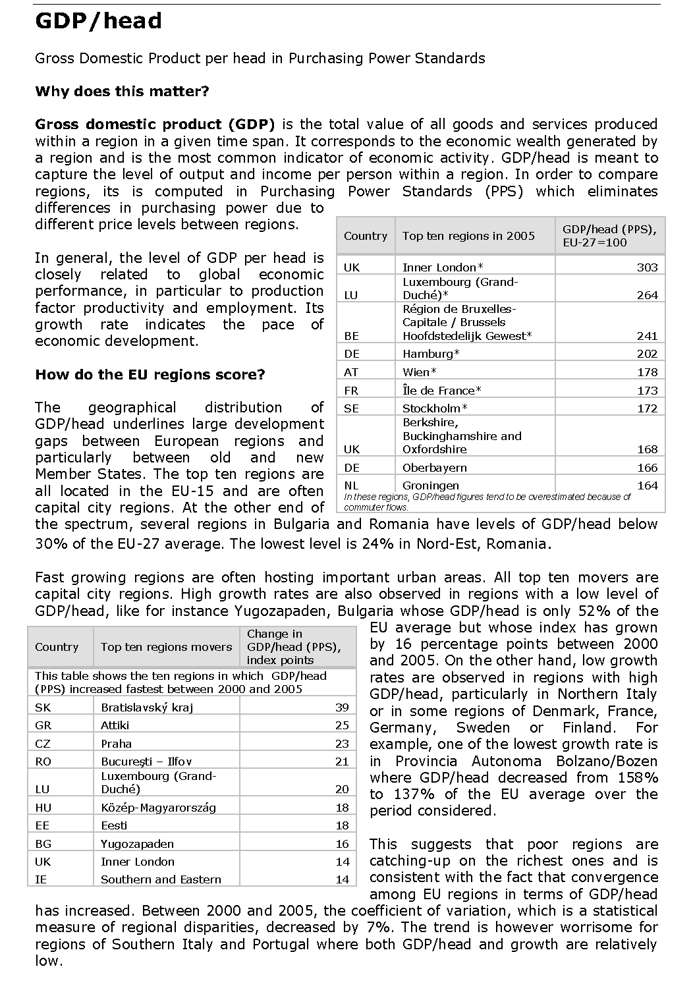 GDP/head
Gross Domestic Product per head in Purchasing Power Standards
Why does this matter?
Gross domestic product (GDP) is the total value of all goods and services produced
within a region in a given time span. It corresponds to the economic wealth generated by
a region and is the most common indicator of economic activity. GDP/head is meant to
capture the level of output and income per person within a region. In order to compare
regions, its is computed in Purchasing Power Standards (PPS) which eliminates
differences in purchasing power due to
different price levels between regions.
In general, the level of GDP per head is
closely related to global economic
performance, in particular to production
factor productivity and employment. Its
growth rate indicates the pace of
economic development.
How do the EU regions score?
The geographical distribution of
GDP/head underlines large development
gaps between European regions and
particularly between old and new
Member States. The top ten regions are
all located in the EU-15 and are often
capital city regions. At the other end of
Country Top ten regions in 2005 GDP/head (PPS),
EU-27=100
UK Inner London* 303
Luxembourg (Grand-
LU Duché)* 264
Région de Bruxelles-
Capitale / Brussels
BE Hoofdstedelijk Gewest* 241
DE Hamburg* 202
AT Wien* 178
FR Île de France* 173
SE Stockholm* 172
Berkshire,
Buckinghamshire and
UK Oxfordshire 168
DE Oberbayern 166
NL Groningen 164
In these regions, GDP/head figures tend to be overestimated because of
commuter flows.
the spectrum, several regions in Bulgaria and Romania have levels of GDP/head below
30% of the EU-27 average. The lowest level is 24% in Nord-Est, Romania.
Fast growing regions are often hosting important urban areas. All top ten movers are
capital city regions. High growth rates are also observed in regions with a low level of
GDP/head, like for instance Yugozapaden, Bulgaria whose GDP/head is only 52% of the
EU average but whose index has grown
by 16 percentage points between 2000
and 2005. On the other hand, low growth
rates are observed in regions with high
GDP/head, particularly in Northern Italy
or in some regions of Denmark, France,
Germany, Sweden or Finland. For
example, one of the lowest growth rate is
in Provincia Autonoma Bolzano/Bozen
where GDP/head decreased from 158%
to 137% of the EU average over the
period considered.
Country Top ten regions movers Change in
GDP/head (PPS),
index points
This table shows the ten regions in which GDP/head
(PPS) increased fastest between 2000 and 2005
SK Bratislavský kraj 39
GR Attiki 25
CZ Praha 23
RO Bucureşti – Ilfov 21
Luxembourg (Grand-
LU Duché) 20
HU Közép-Magyarország 18
EE Eesti 18
BG Yugozapaden 16
UK Inner London 14
IE Southern and Eastern 14
This suggests that poor regions are
catching-up on the richest ones and is
consistent with the fact that convergence
among EU regions in terms of GDP/head
has increased. Between 2000 and 2005, the coefficient of variation, which is a statistical
measure of regional disparities, decreased by 7%. The trend is however worrisome for
regions of Southern Italy and Portugal where both GDP/head and growth are relatively
low.